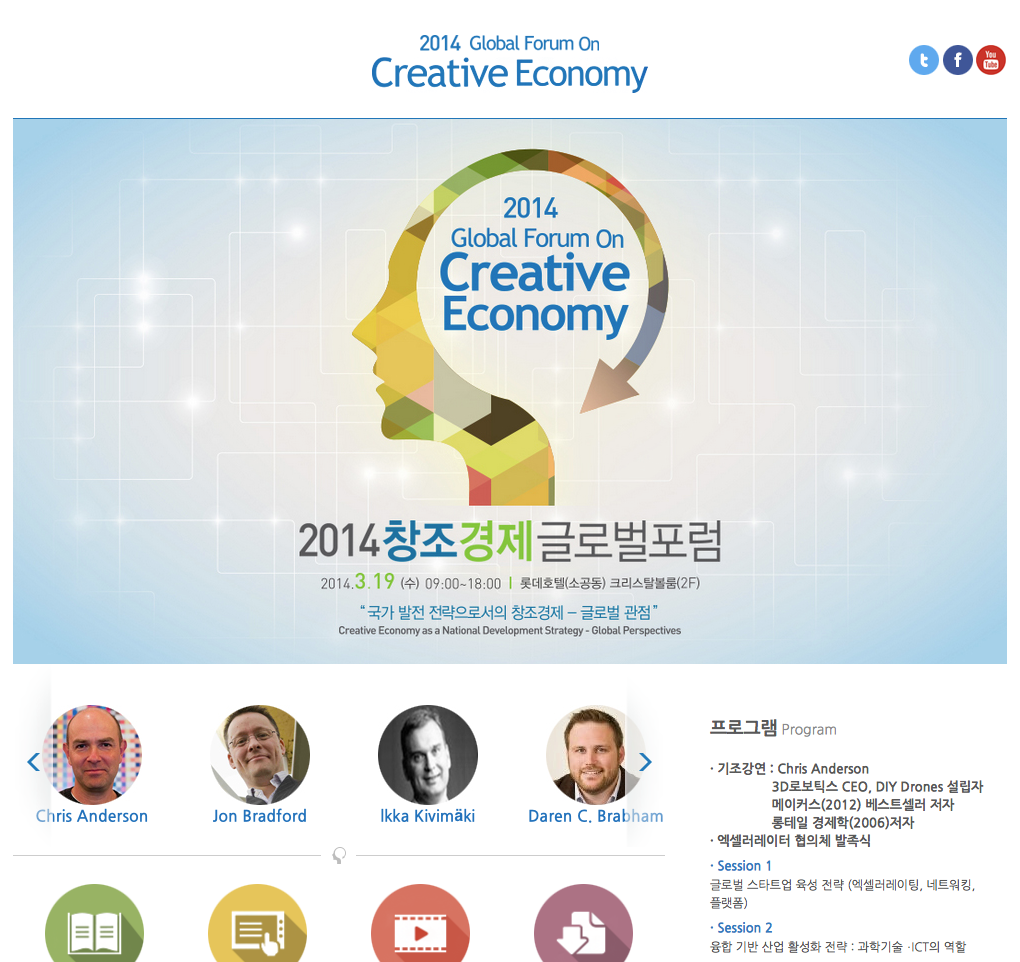 2014 Global Forum On
Creative Economy
t
f
You
Tube
2014
Global Forum On
Creative
Economy
2014창조경제글로벌포럼
2014.3.19 (수) 09:00~18:00 | 롯데호텔(소공동) 크리스탈볼룸(2F)
“국가 발전 전략으로서의 창조경제 – 글로벌 관점”
Creative Economy as a National Development Strategy - Global Perspectives
Chris Anderson
Jon Bradford
Ikka Kivimäki
Daren C. Brabham
프로그램 Program
· 기조강연 : Chris Anderson
3D로보틱스 CEO, DIY Drones 설립자
메이커스(2012) 베스트셀러 저자
롱테일 경제학(2006)저자
· 엑셀러레이터 협의체 발족식
· Session 1
글로벌 스타트업 육성 전략 (엑셀러레이팅, 네트워킹,
플랫폼)
· Session 2
융합 기반 산업 활성화 전략 : 과학기술 ·ICT의 역할